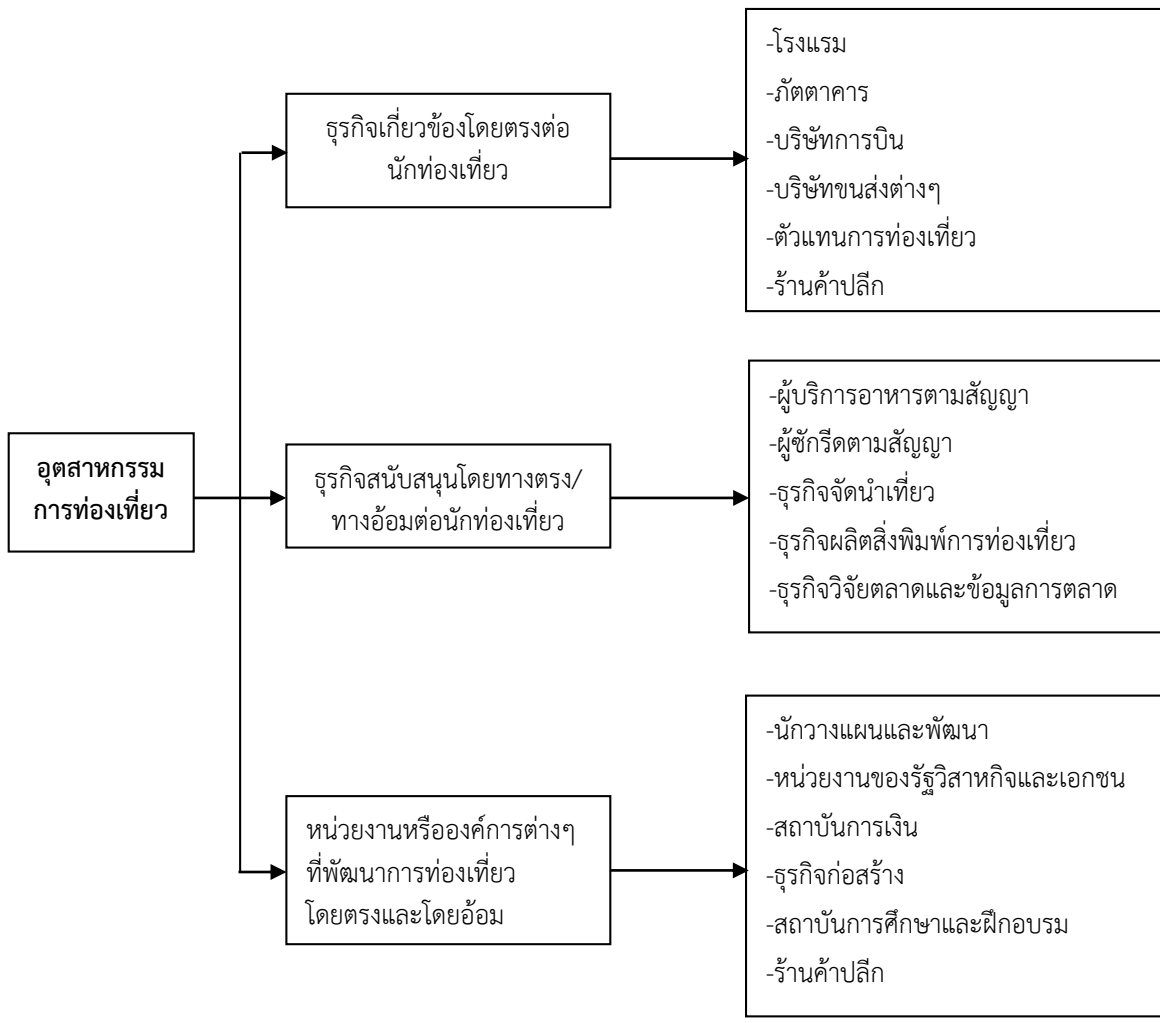 อุตสาหกรรม
การท่องเที่ยว
ธุรกิจเกี่ยวข้องโดยตรงต่อ
นักท่องเที่ยว
-โรงแรม
-ภัตตาคาร
-บริษัทการบิน
-บริษัทขนส่งต่างๆ
-ตัวแทนการท่องเที่ยว
-ร้านค้าปลีก
ธุรกิจสนับสนุนโดยทางตรง/
ทางอ้อมต่อนักท่องเที่ยว
-ผู้บริการอาหารตามสัญญา
-ผู้ซักรีดตามสัญญา
-ธุรกิจจัดนำเที่ยว
-ธุรกิจผลิตสิ่งพิมพ์การท่องเที่ยว
-ธุรกิจวิจัยตลาดและข้อมูลการตลาด
หน่วยงานหรือองค์การต่างๆ
ที่พัฒนาการท่องเที่ยว
โดยตรงและโดยอ้อม
-นักวางแผนและพัฒนา
-หน่วยงานของรัฐวิสาหกิจและเอกชน
-สถาบันการเงิน
-ธุรกิจก่อสร้าง
-สถาบันการศึกษาและฝึกอบรม
-ร้านค้าปลีก